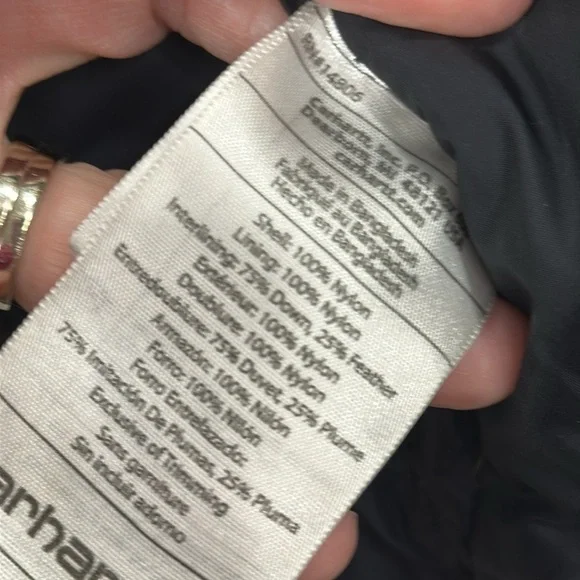 RN#14806
Carhartt, Inc. P.O. Box
Dearborn, MI 48121 USA
carhartt.com
Made in Bangladesh
Fabriqué au Bangladesh
Hecho en Bangladesh
Shell: 100% Nylon
Lining: 100% Nylon
Interlining: 75% Down, 25% Feather
Extérieur: 100% Nylon
Doublure: 100% Nylon
Entredoublure: 75% Duvet, 25% Plume
Armazón: 100% Nilón
Forro: 100% Nilón
Forro Entrelazado:
75% Imitación De Plumas, 25% Pluma
Exclusive of Trimming
Sans garniture
Sin incluir adorno
arhar